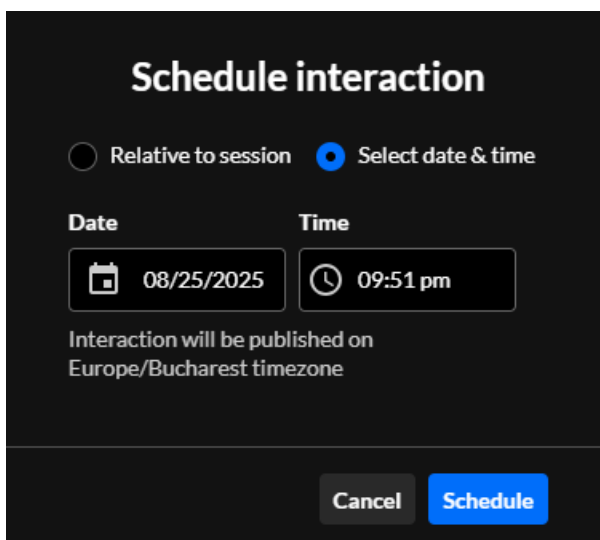 Schedule interaction
Relative to session Select date & time
Date Time
08/25/2025 09:51 pm
Interaction will be published on
Europe/Bucharest timezone
Cancel Schedule